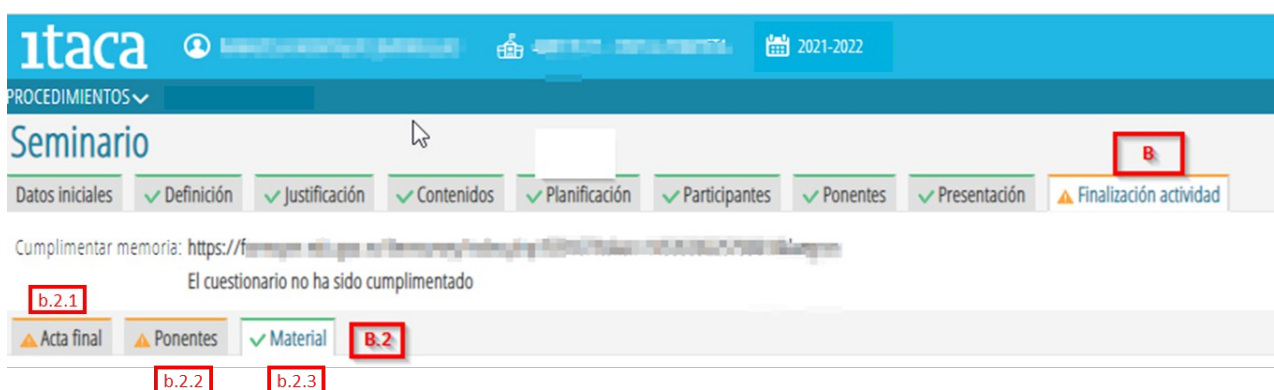 ıtaca 2021-2022
PROCEDIMIENTOS
Seminario
B
Datos iniciales Definición Justificación Contenidos Planificación Participantes Ponentes Presentación Finalización actividad
Cumplimentar memoria: https://f
El cuestionario no ha sido cumplimentado
b.2.1
Acta final Ponentes Material B.2
b.2.2 b.2.3